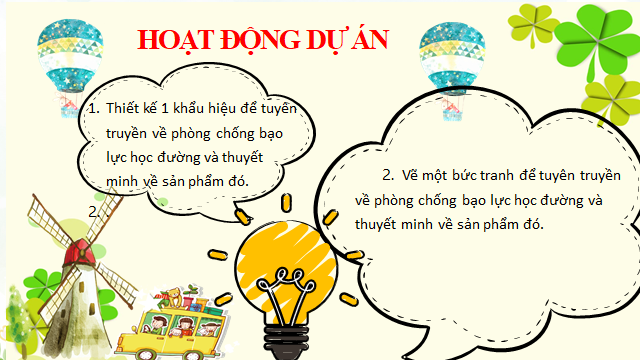 HOẠT ĐỘNG DỰ ÁN
1. Thiết kế 1 khẩu hiệu để tuyên
truyền về phòng chống bạo
lực học đường và thuyết
minh về sản phẩm đó.
2. .
2. Vẽ một bức tranh để tuyên truyền
về phòng chống bạo lực học đường và
thuyết minh về sản phẩm đó.